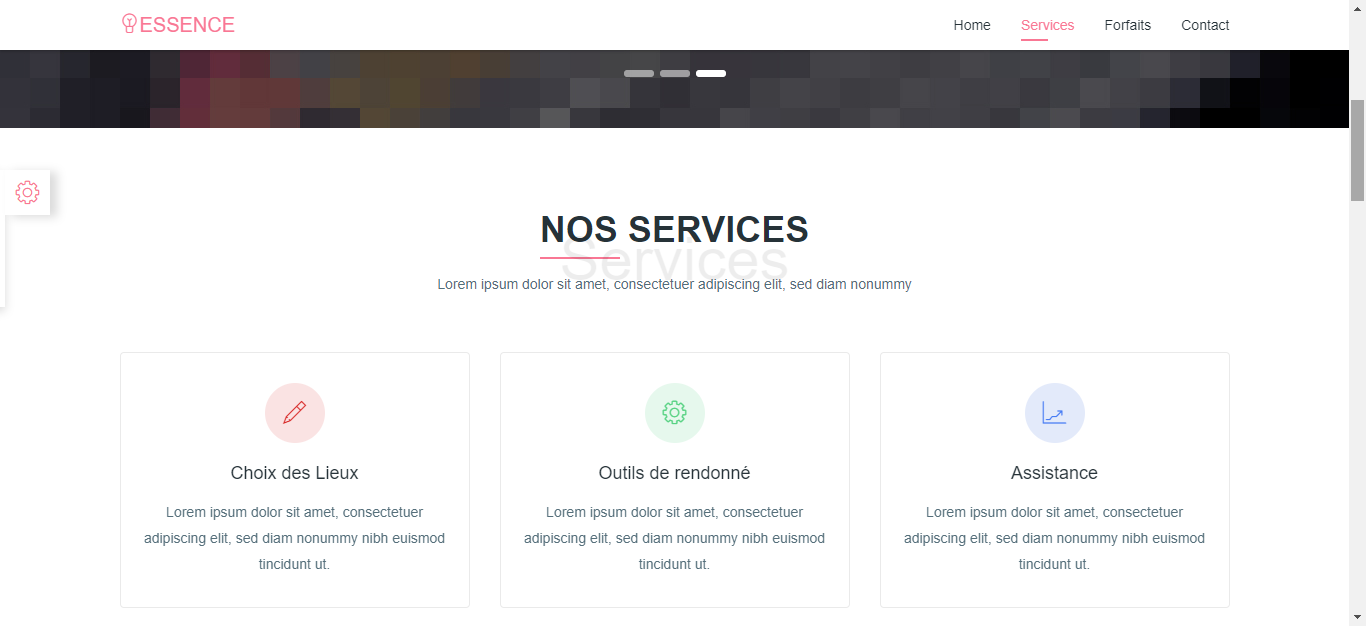 ESSENCE
Home Services Forfaits Contact
NOS SERVICES
Services
Lorem ipsum dolor sit amet, consectetuer adipiscing elit, sed diam nonummy
Choix des Lieux
Lorem ipsum dolor sit amet, consectetuer
adipiscing elit, sed diam nonummy nibh euismod
tincidunt ut.
Outils de rendonné
Lorem ipsum dolor sit amet, consectetuer
adipiscing elit, sed diam nonummy nibh euismod
tincidunt ut.
Assistance
Lorem ipsum dolor sit amet, consectetuer
adipiscing elit, sed diam nonummy nibh euismod
tincidunt ut.